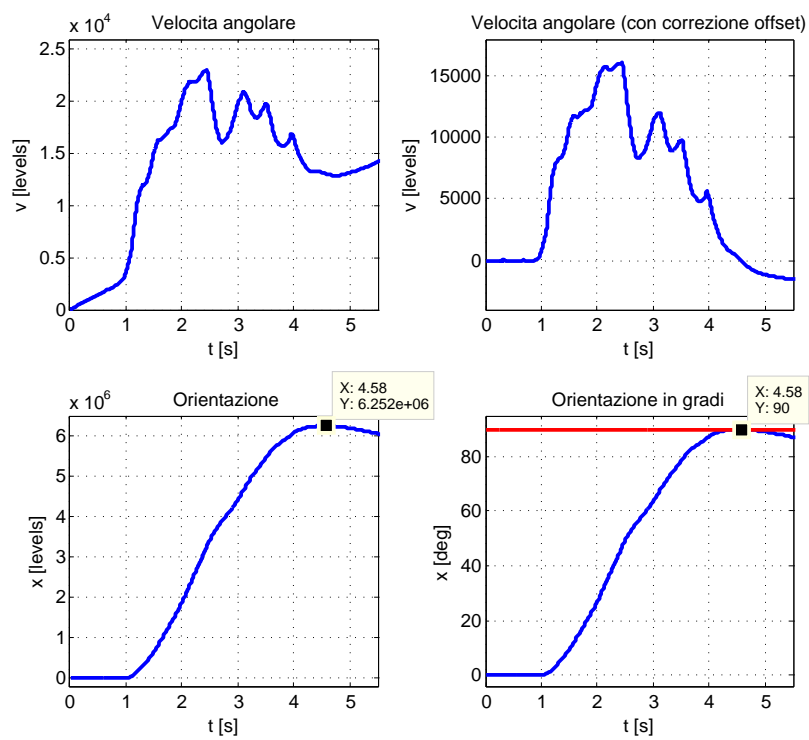 Velocita angolare
x 10^4
2.5
2
1.5
1
0.5
0
0 1 2 3 4 5
v [levels]
t [s]
Velocita angolare (con correzione offset)
15000
10000
5000
0
0 1 2 3 4 5
v [levels]
t [s]
Orientazione
x 10^6
X: 4.58
Y: 6.252e+06
6
5
4
3
2
1
0
0 1 2 3 4 5
x [levels]
t [s]
Orientazione in gradi
X: 4.58
Y: 90
80
60
40
20
0
0 1 2 3 4 5
x [deg]
t [s]